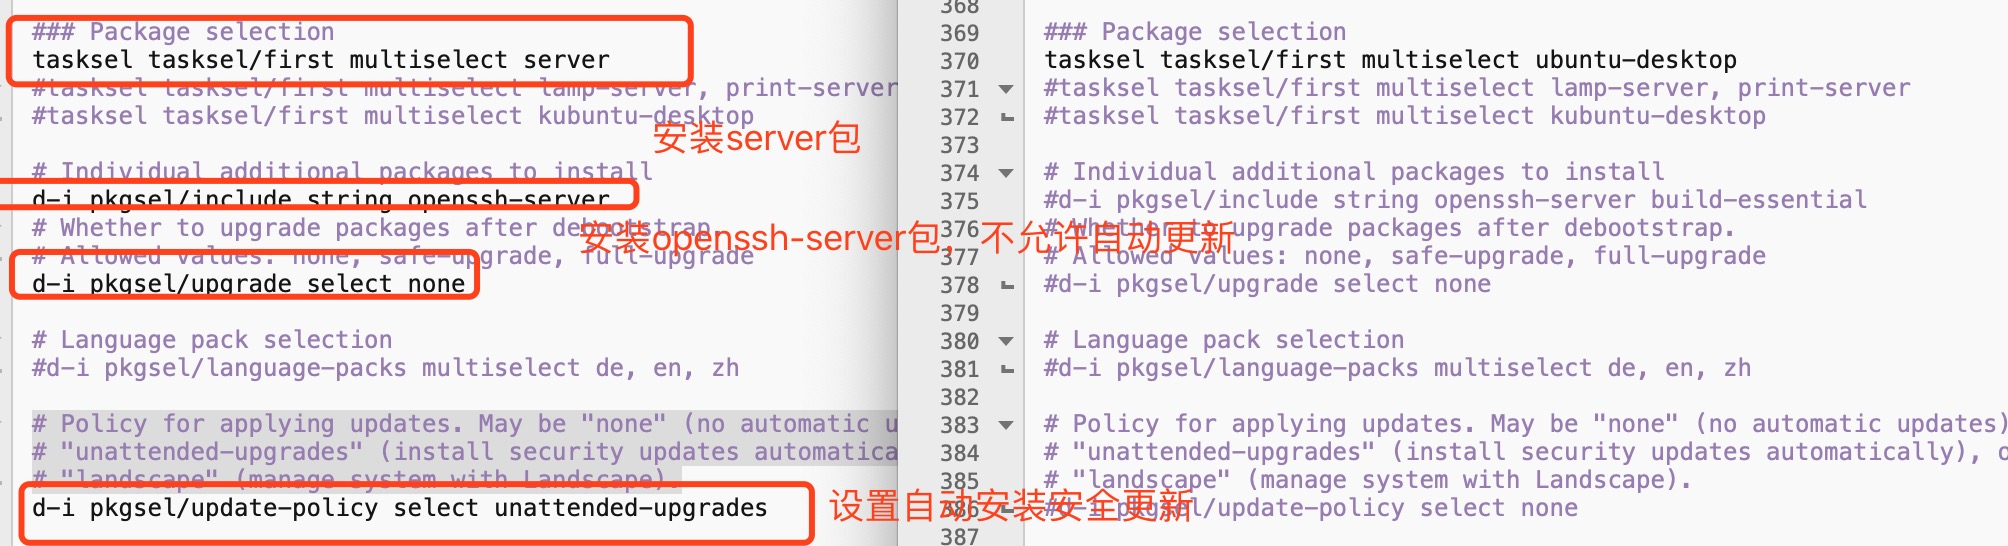 ### Package selection
tasksel tasksel/first multiselect server
#tasksel tasksel/first multiselect lamp-server, print-server
#tasksel tasksel/first multiselect kubuntu-desktop
安装server包
# Individual additional packages to install
d-i pkgsel/include string openssh-server
# Whether to upgrade packages after debootstrap.
安装openssh-server包，不允许自动更新
# Allowed values: none, safe-upgrade, full-upgrade
d-i pkgsel/upgrade select none
# Language pack selection
#d-i pkgsel/language-packs multiselect de, en, zh
# Policy for applying updates. May be "none" (no automatic u
# "unattended-upgrades" (install security updates automatica
# "landscape" (manage system with Landscape).
d-i pkgsel/update-policy select unattended-upgrades
设置自动安装安全更新
368
369 ### Package selection
370 tasksel tasksel/first multiselect ubuntu-desktop
371 #tasksel tasksel/first multiselect lamp-server, print-server
372 #tasksel tasksel/first multiselect kubuntu-desktop
373
374 # Individual additional packages to install
375 #d-i pkgsel/include string openssh-server build-essential
376 # Whether to upgrade packages after debootstrap.
377 # Allowed values: none, safe-upgrade, full-upgrade
378 #d-i pkgsel/upgrade select none
379
380 # Language pack selection
381 #d-i pkgsel/language-packs multiselect de, en, zh
382
383 # Policy for applying updates. May be "none" (no automatic updates)
384 # "unattended-upgrades" (install security updates automatically), o
385 # "landscape" (manage system with Landscape).
386 #d-i pkgsel/update-policy select none
387